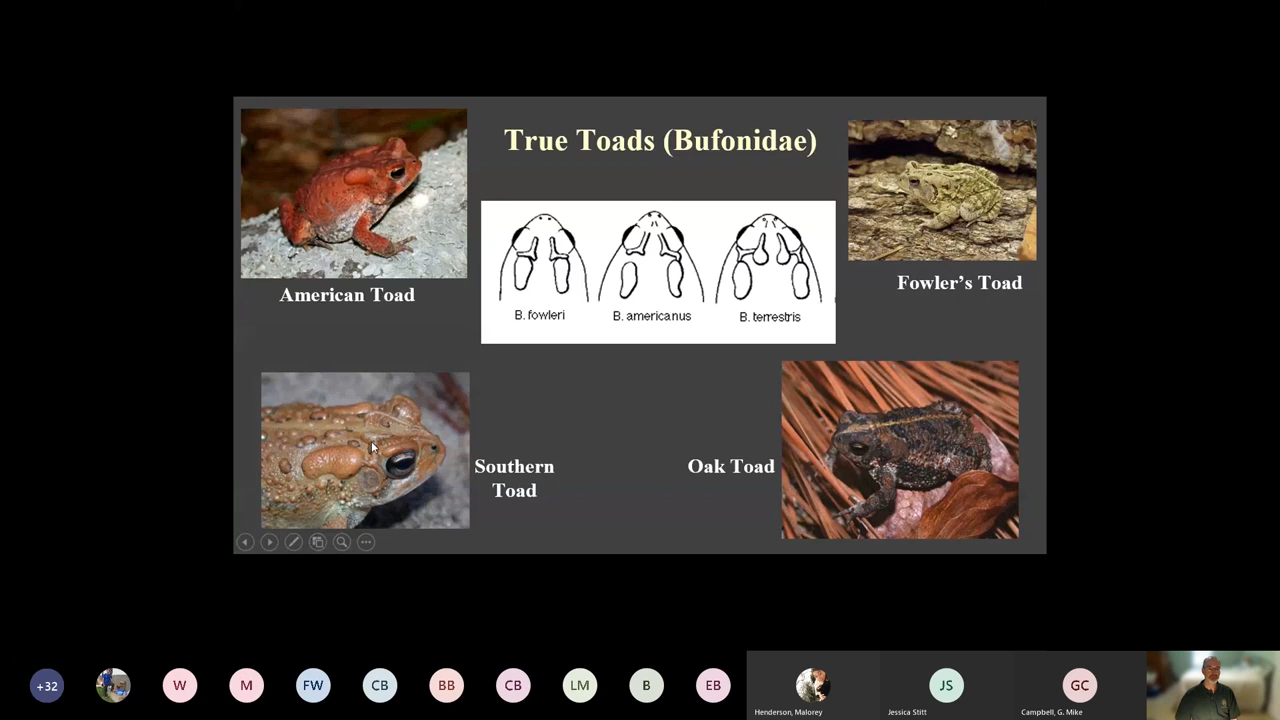 True Toads (Bufonidae)
American Toad
B. fowleri
B. americanus
B. terrestris
Fowler's Toad
Southern
Toad
Oak Toad
+32
W
M
FW
CB
BB
CB
LM
B
EB
JS
GC
Henderson, Malorey
Jessica Stitt
Campbell, G. Mike